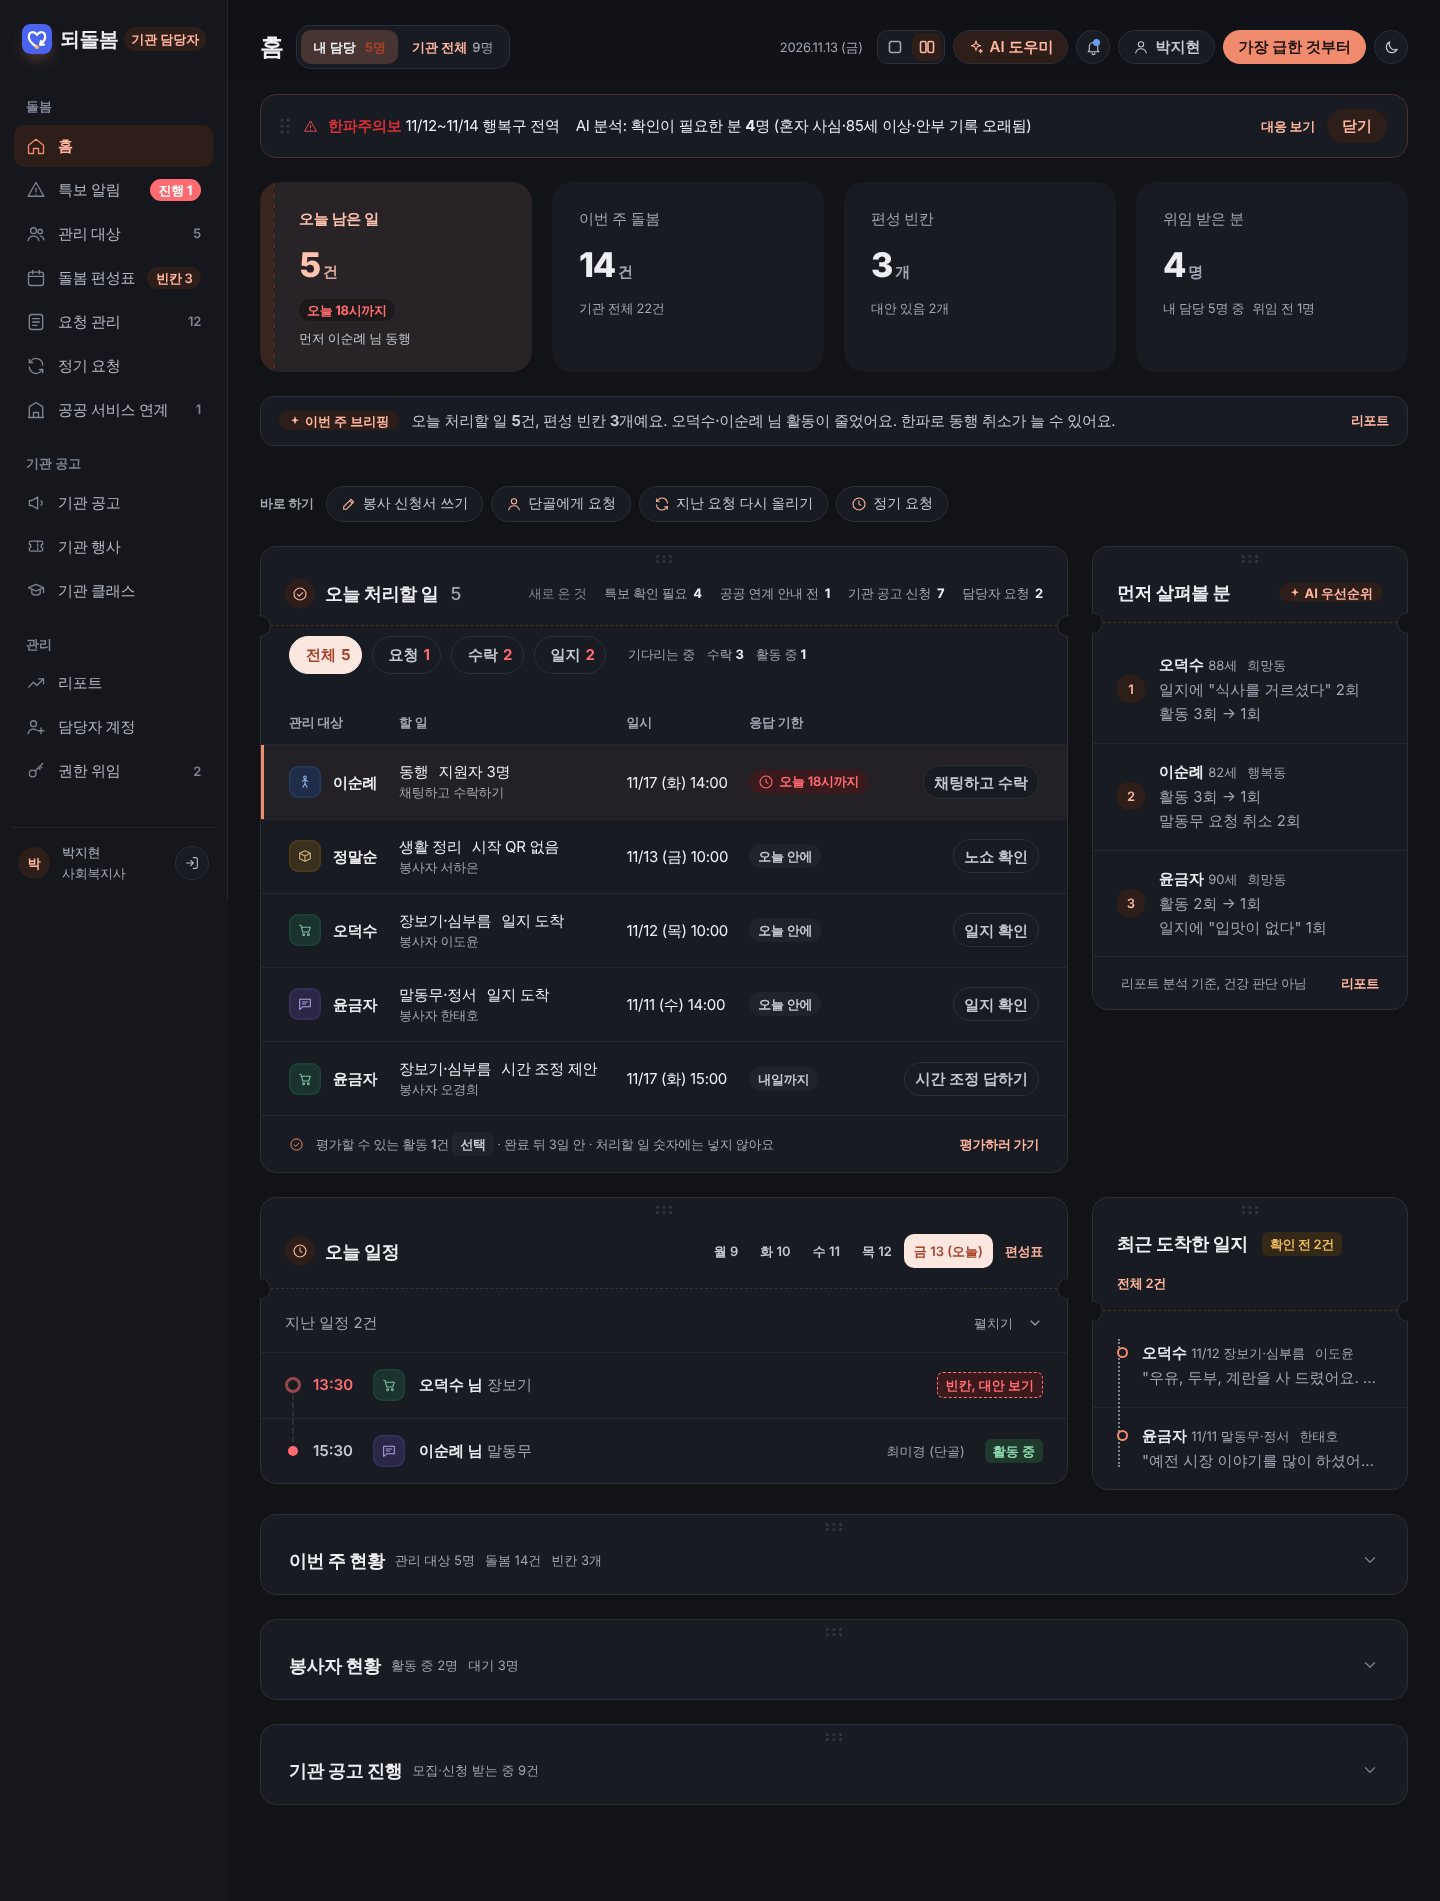 되돌봄 기관 담당자
돌봄
홈
특보 알림 진행 1
관리 대상 5
돌봄 편성표 빈칸 3
요청 관리 12
정기 요청
공공 서비스 연계 1
기관 공고
기관 공고
기관 행사
기관 클래스
관리
리포트
담당자 계정
권한 위임 2
박 박지현
사회복지사
홈 내 담당 5명 기관 전체 9명 2026.11.13 (금) AI 도우미 박지현 가장 급한 것부터
한파주의보 11/12~11/14 행복구 전역 AI 분석: 확인이 필요한 분 4명 (혼자 사심·85세 이상·안부 기록 오래됨) 대응 보기 닫기
오늘 남은 일
5건
오늘 18시까지
먼저 이순례 님 동행
이번 주 돌봄
14건
기관 전체 22건
편성 빈칸
3개
대안 있음 2개
위임 받은 분
4명
내 담당 5명 중 위임 전 1명
이번 주 브리핑 오늘 처리할 일 5건, 편성 빈칸 3개예요. 오덕수·이순례 님 활동이 줄었어요. 한파로 동행 취소가 늘 수 있어요. 리포트
바로 하기 봉사 신청서 쓰기 단골에게 요청 지난 요청 다시 올리기 정기 요청
오늘 처리할 일 5 새로 온 것 특보 확인 필요 4 공공 연계 안내 전 1 기관 공고 신청 7 담당자 요청 2
전체 5 요청 1 수락 2 일지 2 기다리는 중 수락 3 활동 중 1
관리 대상 할 일 일시 응답 기한
이순례 동행 지원자 3명 11/17 (화) 14:00 오늘 18시까지 채팅하고 수락
채팅하고 수락하기
정말순 생활 정리 시작 QR 없음 11/13 (금) 10:00 오늘 안에 노쇼 확인
봉사자 서하은
오덕수 장보기·심부름 일지 도착 11/12 (목) 10:00 오늘 안에 일지 확인
봉사자 이도윤
윤금자 말동무·정서 일지 도착 11/11 (수) 14:00 오늘 안에 일지 확인
봉사자 한태호
윤금자 장보기·심부름 시간 조정 제안 11/17 (화) 15:00 내일까지 시간 조정 답하기
봉사자 오경희
평가할 수 있는 활동 1건 선택 · 완료 뒤 3일 안 · 처리할 일 숫자에는 넣지 않아요 평가하러 가기
먼저 살펴볼 분 AI 우선순위
1 오덕수 88세 희망동
일지에 "식사를 거르셨다" 2회
활동 3회 → 1회
2 이순례 82세 행복동
활동 3회 → 1회
말동무 요청 취소 2회
3 윤금자 90세 희망동
활동 2회 → 1회
일지에 "입맛이 없다" 1회
리포트 분석 기준, 건강 판단 아님 리포트
오늘 일정 월 9 화 10 수 11 목 12 금 13 (오늘) 편성표
지난 일정 2건 펼치기
13:30 오덕수 님 장보기 빈칸, 대안 보기
15:30 이순례 님 말동무 최미경 (단골) 활동 중
최근 도착한 일지 확인 전 2건
전체 2건
오덕수 11/12 장보기·심부름 이도윤
"우유, 두부, 계란을 사 드렸어요. ...
윤금자 11/11 말동무·정서 한태호
"예전 시장 이야기를 많이 하셨어...
이번 주 현황 관리 대상 5명 돌봄 14건 빈칸 3개
봉사자 현황 활동 중 2명 대기 3명
기관 공고 진행 모집·신청 받는 중 9건